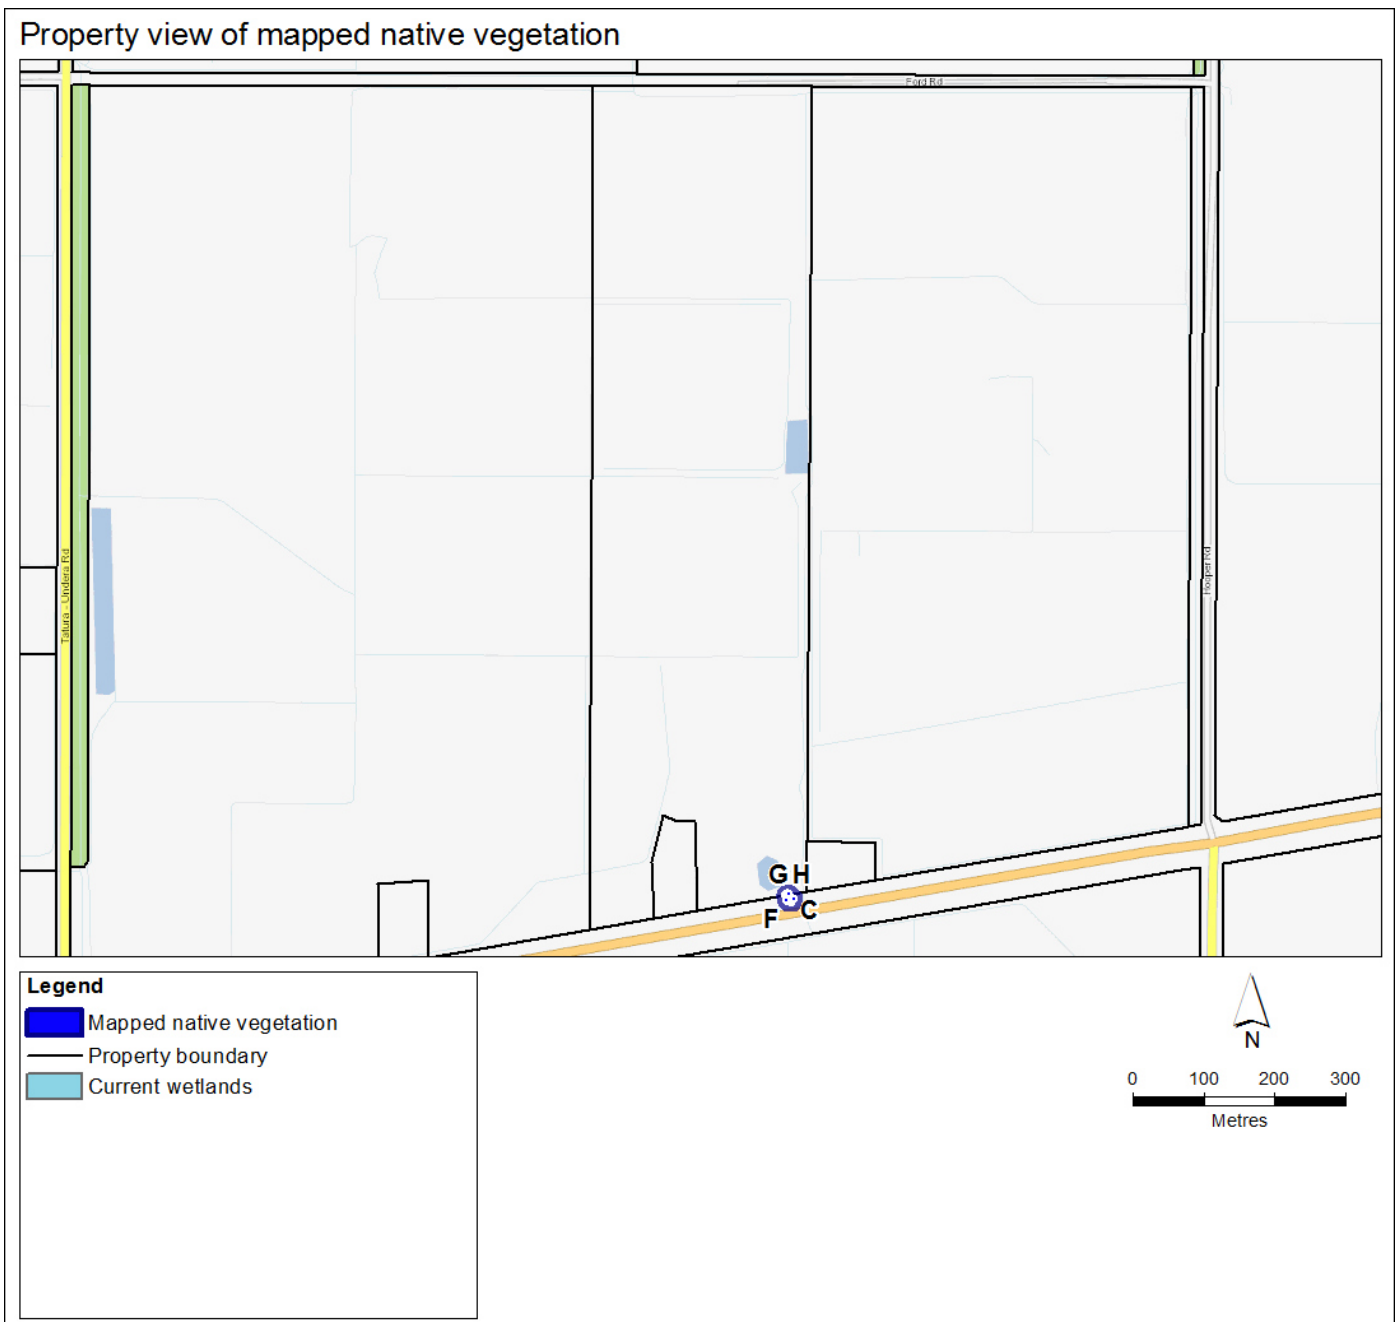 Property view of mapped native vegetation
Ford Rd
Tatura - Undera Rd
Hooper Rd
G H
F C
Legend
Mapped native vegetation
Property boundary
Current wetlands
N
0 100 200 300
Metres